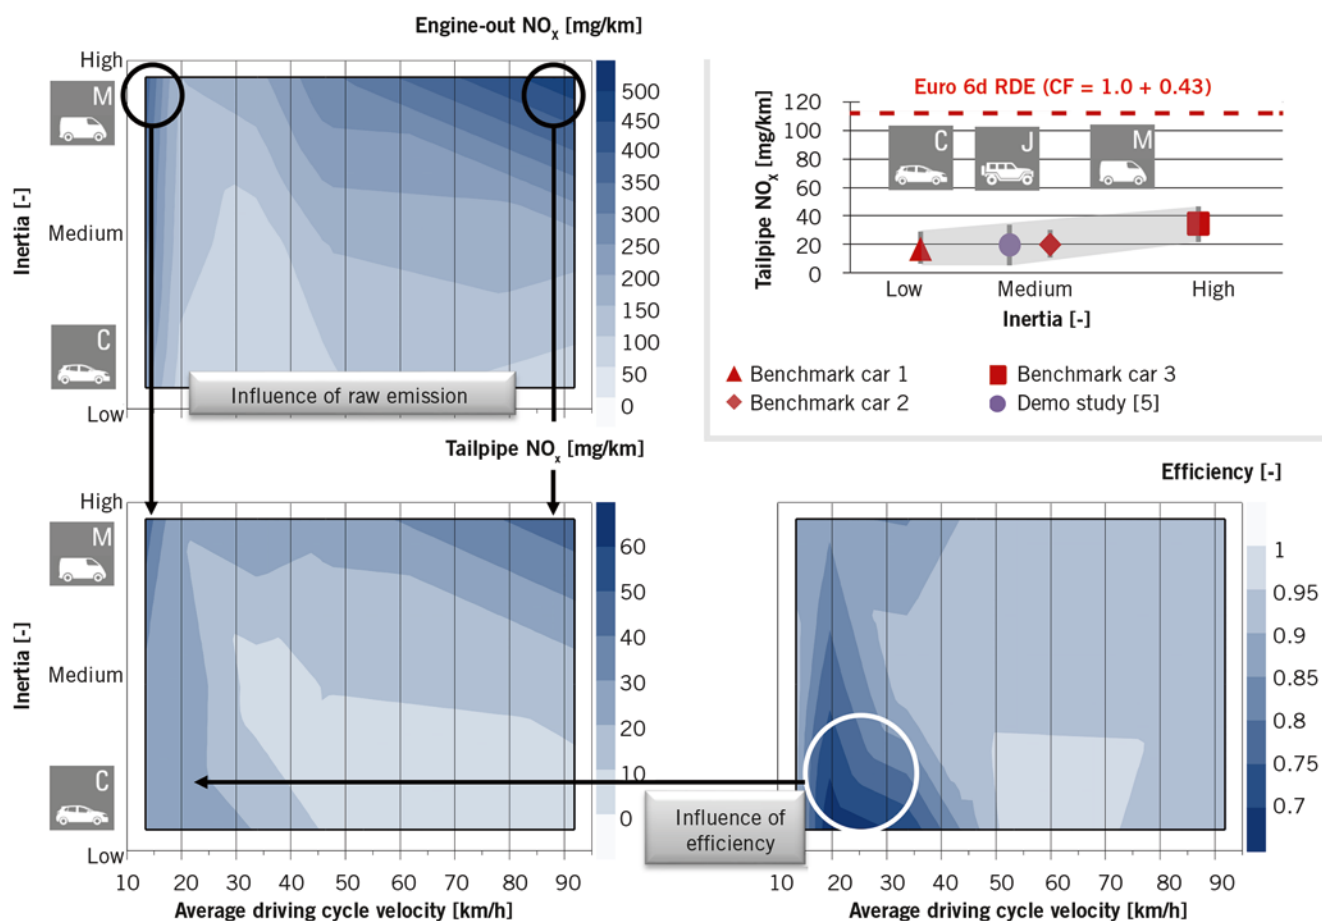 Engine-out NOx [mg/km]
High
M
Inertia [-]
Medium
C
Low
500
450
400
350
300
250
200
150
100
50
0
Influence of raw emission
Euro 6d RDE (CF = 1.0 + 0.43)
Tailpipe NOx [mg/km]
120
100
80
60
40
20
0
C
J
M
Low
Medium
High
Inertia [-]
Benchmark car 1
Benchmark car 3
Benchmark car 2
Demo study [5]
Tailpipe NOx [mg/km]
High
M
Inertia [-]
Medium
C
Low
60
50
40
30
20
10
0
10 20 30 40 50 60 70 80 90
Average driving cycle velocity [km/h]
Influence of
efficiency
Efficiency [-]
1
0.95
0.9
0.85
0.8
0.75
0.7
10 20 30 40 50 60 70 80 90
Average driving cycle velocity [km/h]